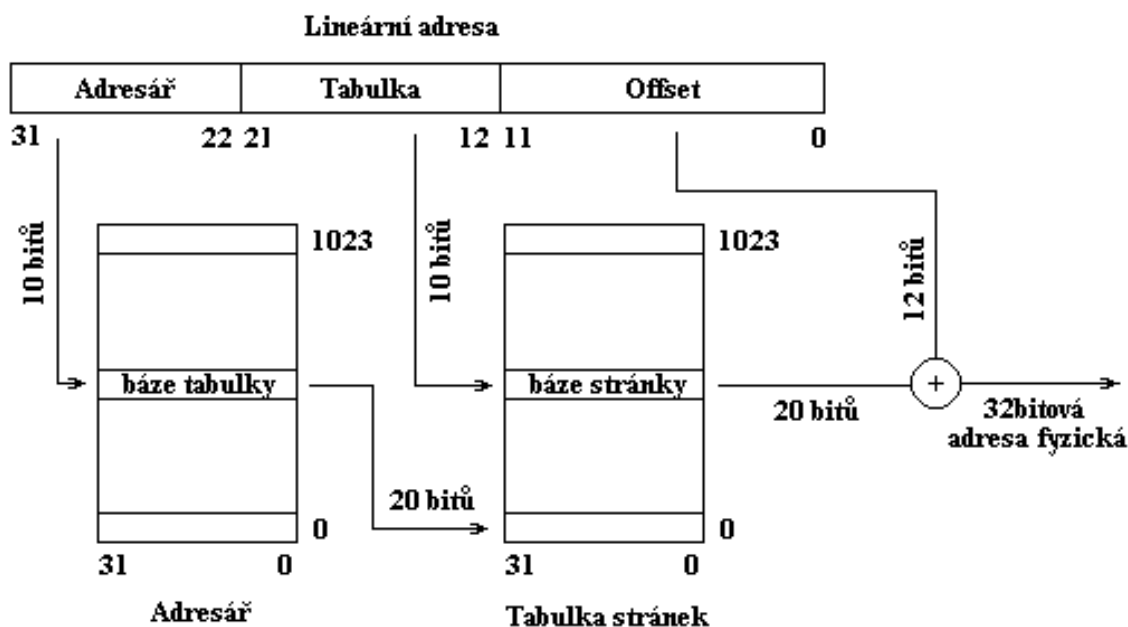 Lineární adresa
Adresář Tabulka Offset
31 22 21 12 11 0
10 bitů
10 bitů
12 bitů
1023
1023
báze tabulky
báze stránky
+
20 bitů
32bitová
adresa fyzická
20 bitů
0
0
31 0
31 0
Adresář
Tabulka stránek